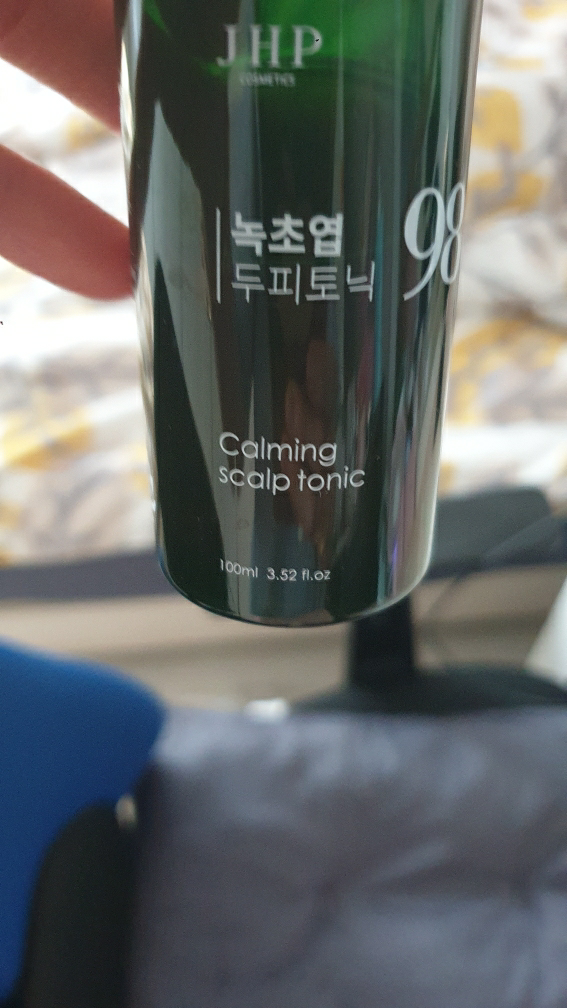 JHP
COSMETICS
녹초엽
두피토닉
98
Calming
scalp tonic
100ml 3.52 fl.oz